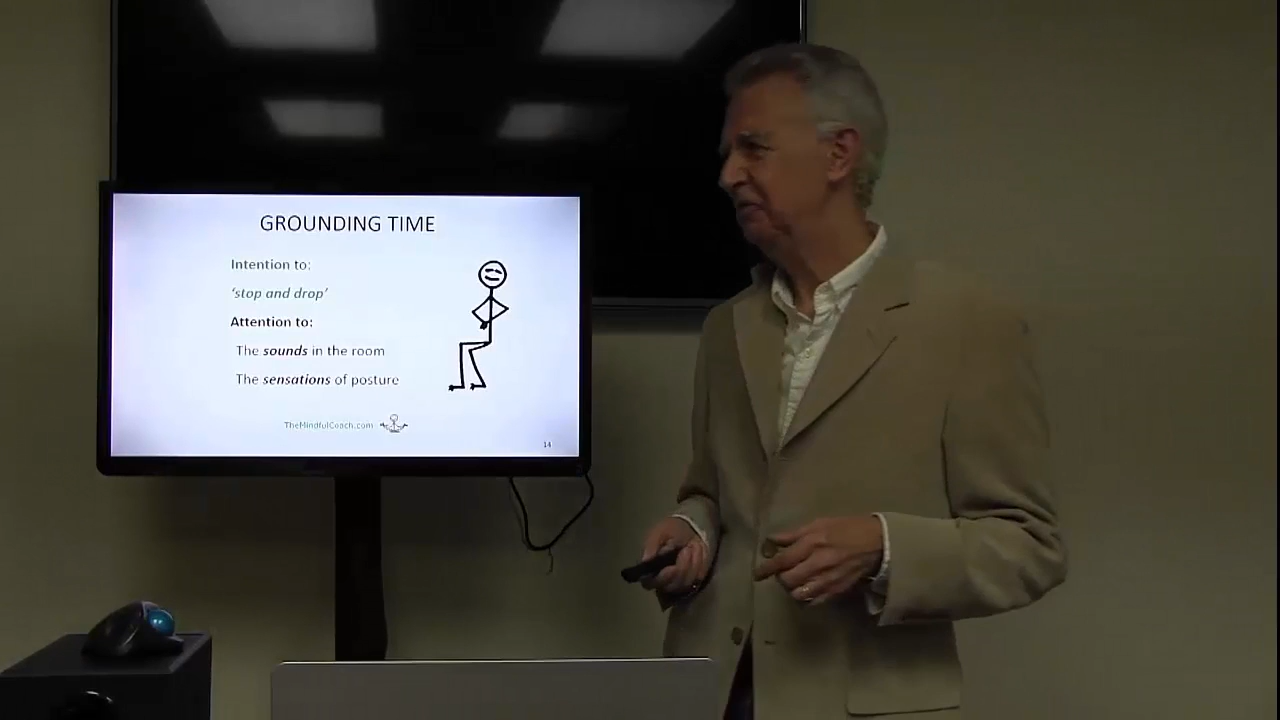 GROUNDING TIME
Intention to:
‘stop and drop’
Attention to:
The sounds in the room
The sensations of posture
TheMindfulCoach.com
14